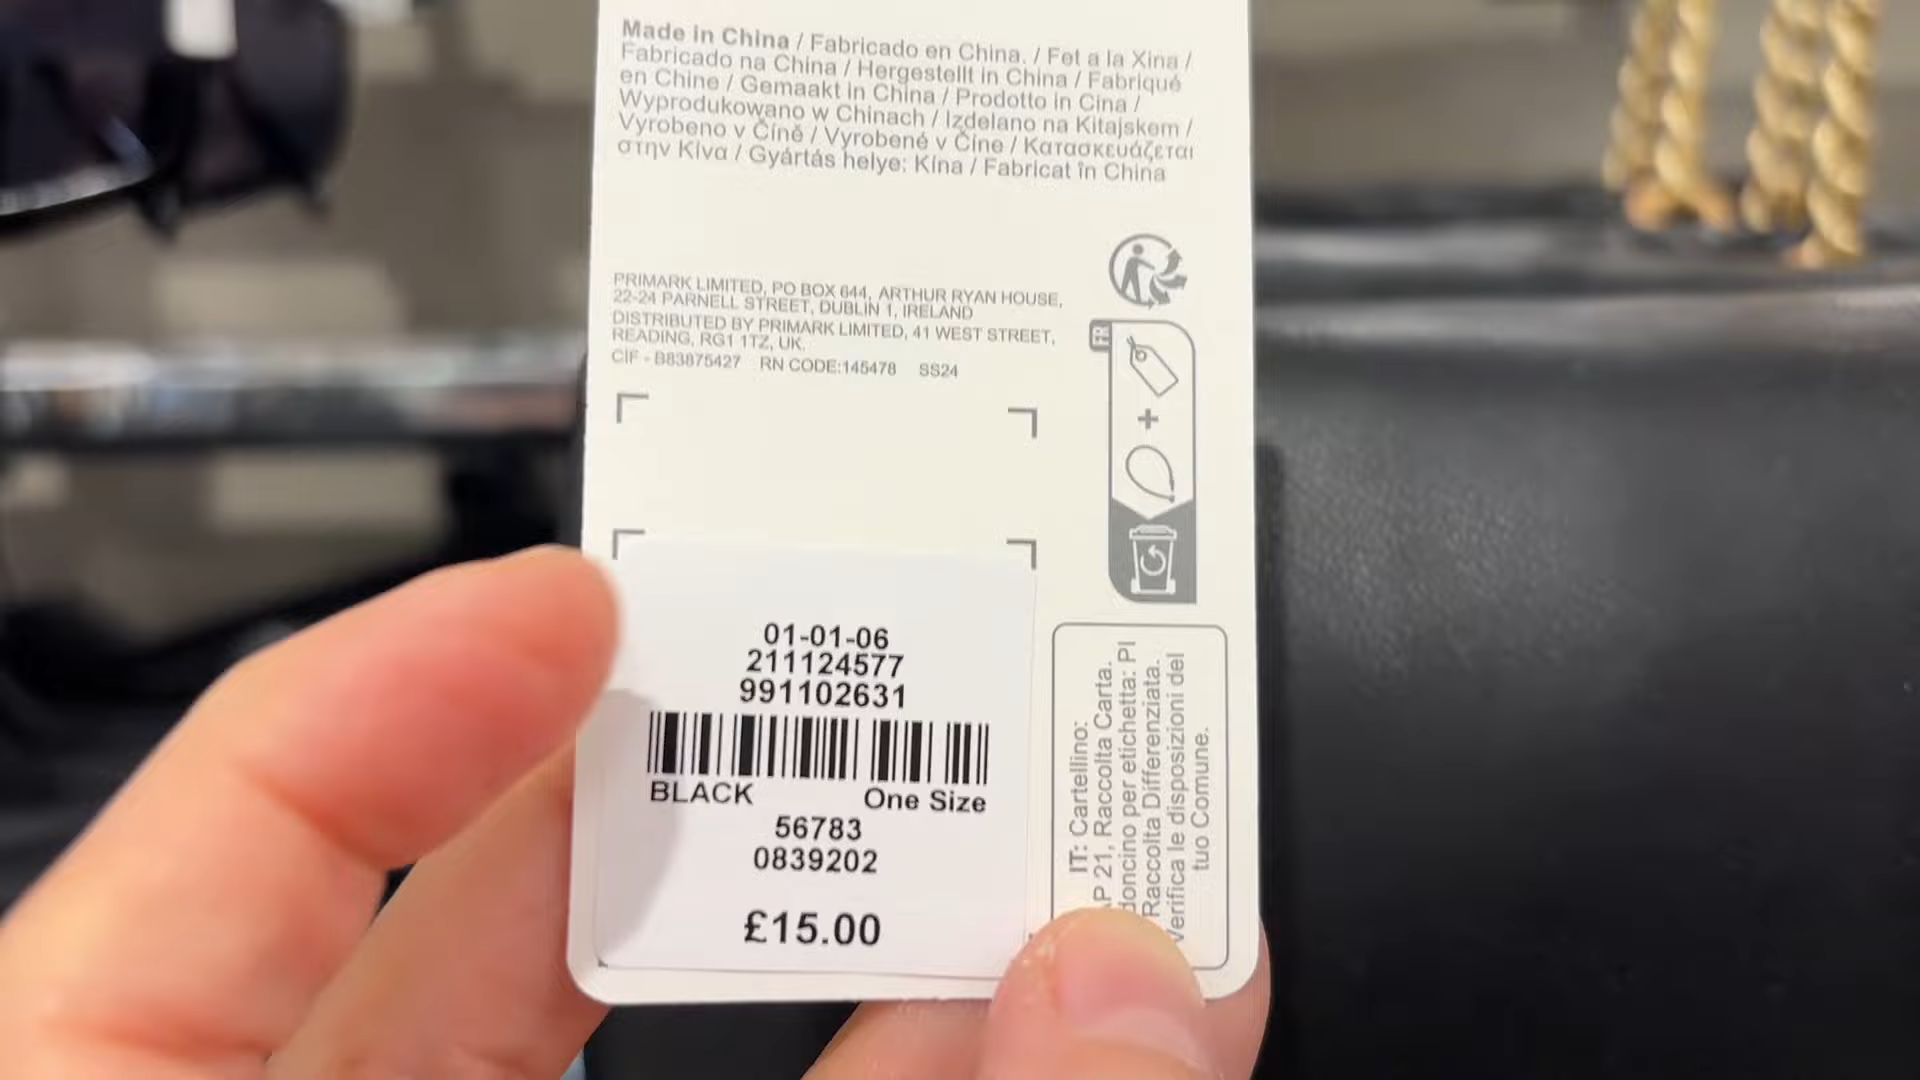 Made in China / Fabricado en China. / Fet a la Xina /
Fabricado na China / Hergestellt in China / Fabriqué
en Chine / Gemaakt in China / Prodotto in Cina /
Wyprodukowano w Chinach / Izdelano na Kitajskem /
Vyrobeno v Číně / Vyrobené v Číne / Κατασκευάζεται
στην Κίνα / Gyártás helye: Kína / Fabricat în China
PRIMARK LIMITED, PO BOX 644, ARTHUR RYAN HOUSE,
22-24 PARNELL STREET, DUBLIN 1, IRELAND
DISTRIBUTED BY PRIMARK LIMITED, 41 WEST STREET,
READING, RG1 1TZ, UK.
CIF - B83875427 RN CODE:145478 SS24
FR
01-01-06
211124577
991102631
BLACK One Size
56783
0839202
£15.00
IT: Cartellino:
P 21, Raccolta Carta.
doncino per etichetta: PI
Raccolta Differenziata.
Verifica le disposizioni del
tuo Comune.